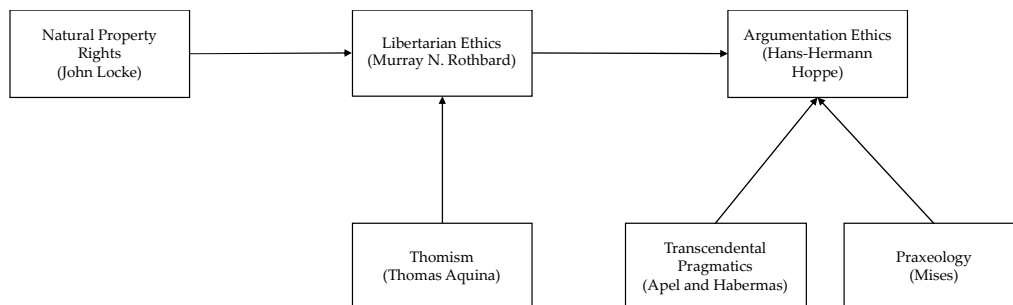 Natural Property
Rights
(John Locke)
Libertarian Ethics
(Murray N. Rothbard)
Argumentation Ethics
(Hans-Hermann
Hoppe)
Thomism
(Thomas Aquina)
Transcendental
Pragmatics
(Apel and Habermas)
Praxeology
(Mises)